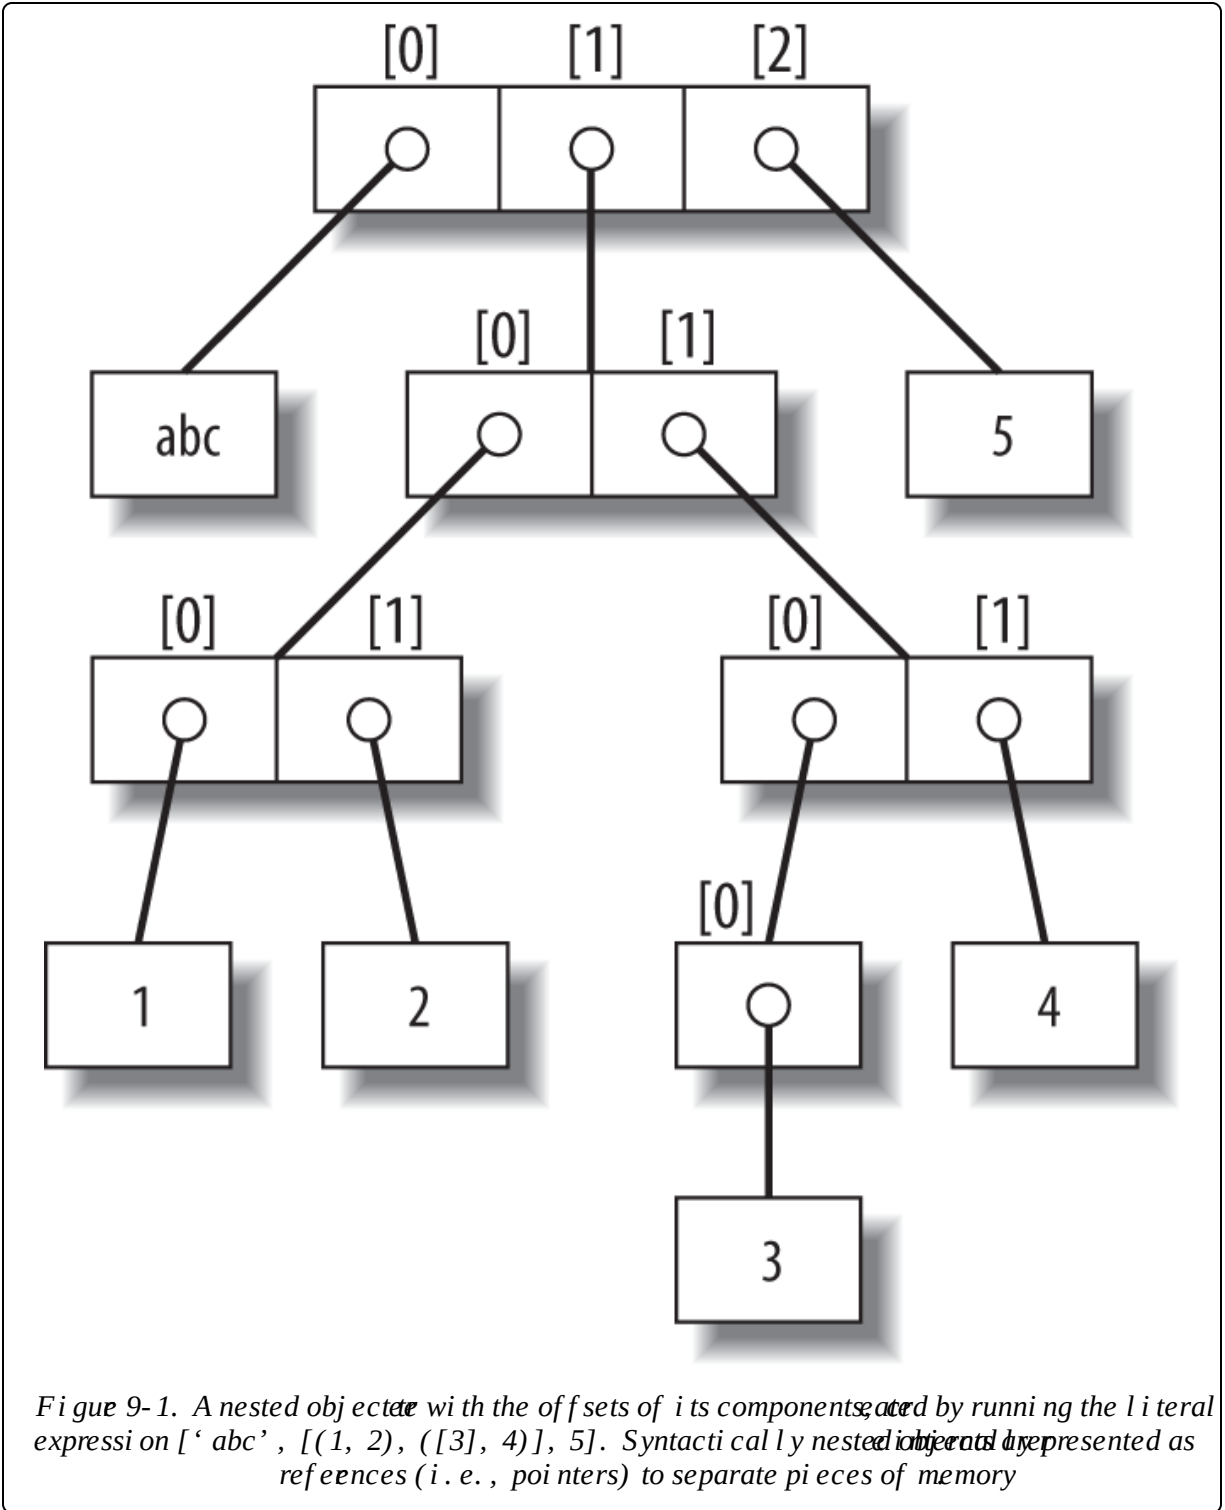 [0] [1] [2]
[0] [1]
abc 5
[0] [1] [0] [1]
[0]
1 2 4
3
Figure 9-1. A nested object tree with the offsets of its components, created by running the literal
expression [‘abc’, [(1, 2), ([3], 4)], 5]. Syntactically nested objects are internally represented as
references (i.e., pointers) to separate pieces of memory.